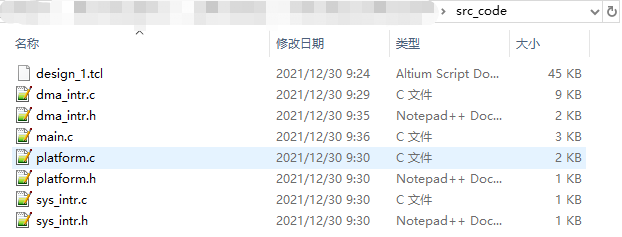 src_code
名称 修改日期 类型 大小
design_1.tcl 2021/12/30 9:24 Altium Script Do... 45 KB
dma_intr.c 2021/12/30 9:29 C 文件 9 KB
dma_intr.h 2021/12/30 9:35 Notepad++ Doc... 2 KB
main.c 2021/12/30 9:36 C 文件 3 KB
platform.c 2021/12/30 9:30 C 文件 2 KB
platform.h 2021/12/30 9:30 Notepad++ Doc... 1 KB
sys_intr.c 2021/12/30 9:30 C 文件 1 KB
sys_intr.h 2021/12/30 9:30 Notepad++ Doc... 1 KB